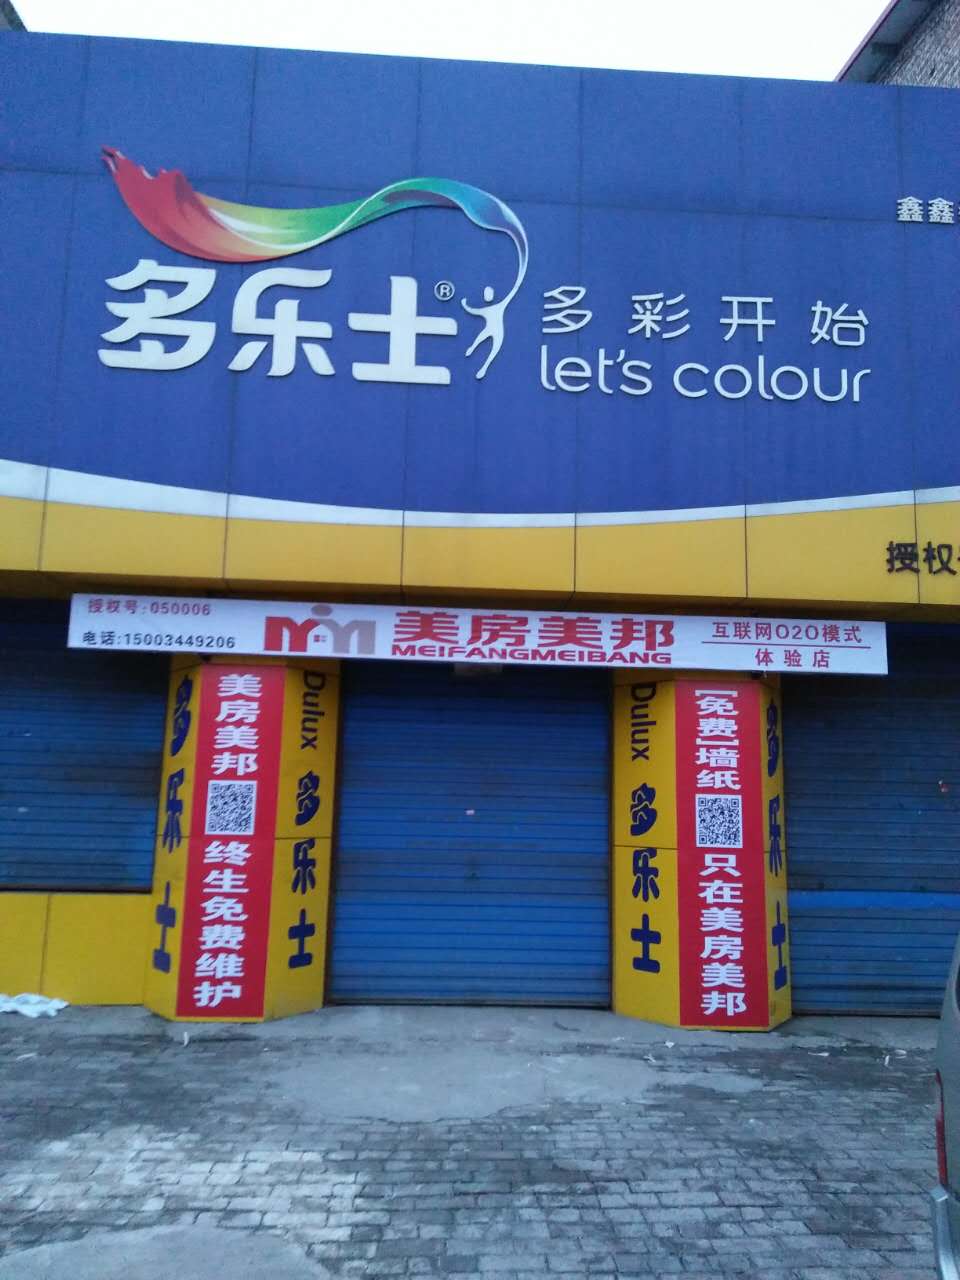 鑫鑫
多乐士®
多彩开始
let's colour
授权
授权号:050006
电话:15003449206
美房美邦
MEIFANGMEIBANG
互联网O2O模式
体验店
多乐士
美房美邦
终生免费维护
Dulux 多乐士
Dulux 多乐士
[免费]墙纸
只在美房美邦
多乐士